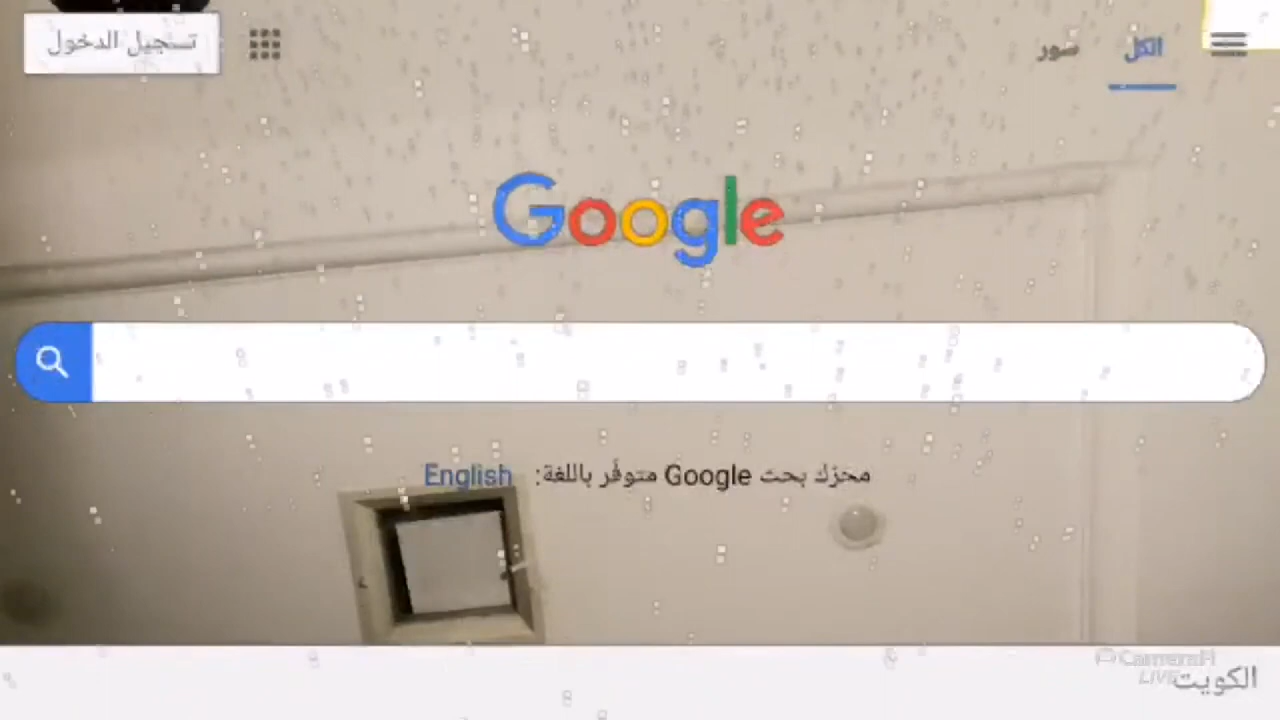 الكل صور تسجيل الدخول
Google
محرّك بحث Google متوفّر باللغة: English
CameraFi
LIVE
الكويت